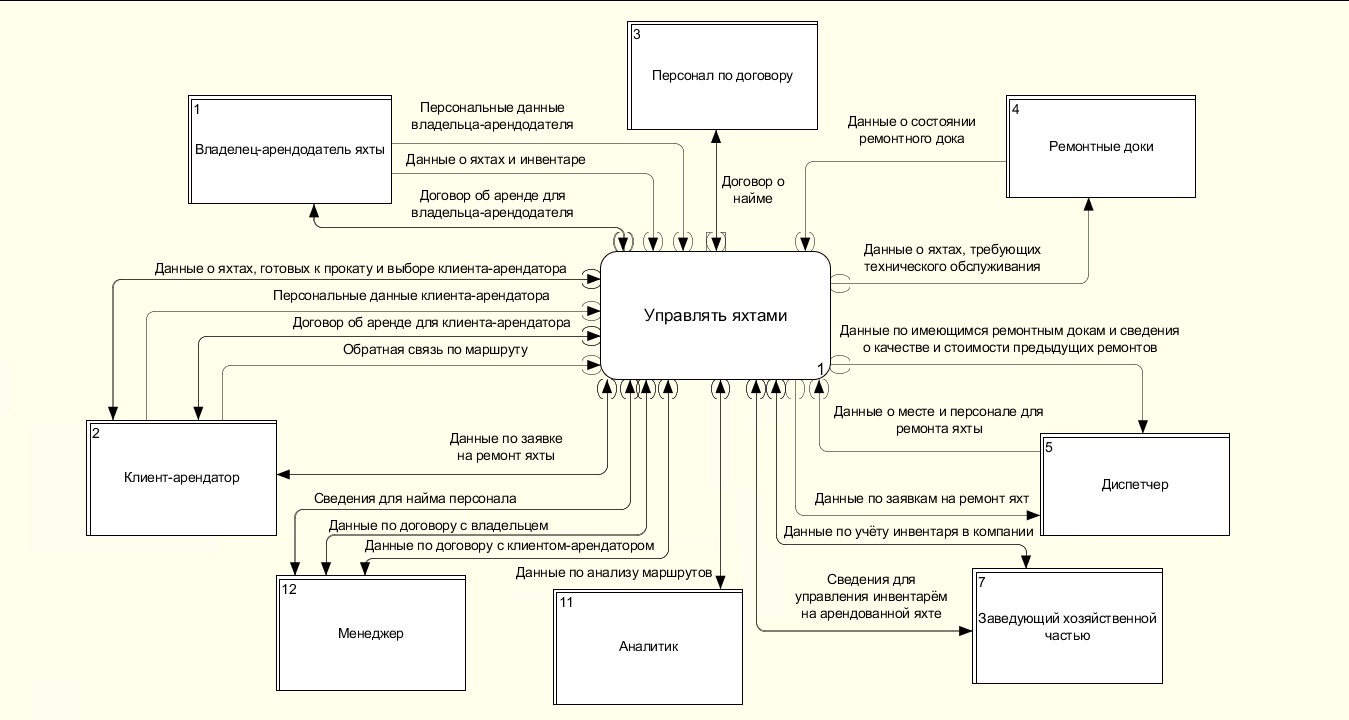 3
Персонал по договору
1
Владелец-арендодатель яхты
Персональные данные
владельца-арендодателя
Данные о яхтах и инвентаре
Договор об аренде для
владельца-арендодателя
Договор о
найме
Данные о состоянии
ремонтного дока
4
Ремонтные доки
Данные о яхтах, требующих
технического обслуживания
Данные о яхтах, готовых к прокату и выборе клиента-арендатора
Персональные данные клиента-арендатора
Договор об аренде для клиента-арендатора
Обратная связь по маршруту
Управлять яхтами
1
Данные по имеющимся ремонтным докам и сведения
о качестве и стоимости предыдущих ремонтов
2
Клиент-арендатор
Данные по заявке
на ремонт яхты
Данные о месте и персонале для
ремонта яхты
5
Диспетчер
Сведения для найма персонала
Данные по договору с владельцем
Данные по договору с клиентом-арендатором
Данные по анализу маршрутов
Данные по заявкам на ремонт яхт
Данные по учёту инвентаря в компании
Сведения для
управления инвентарём
на арендованной яхте
12
Менеджер
11
Аналитик
7
Заведующий хозяйственной
частью